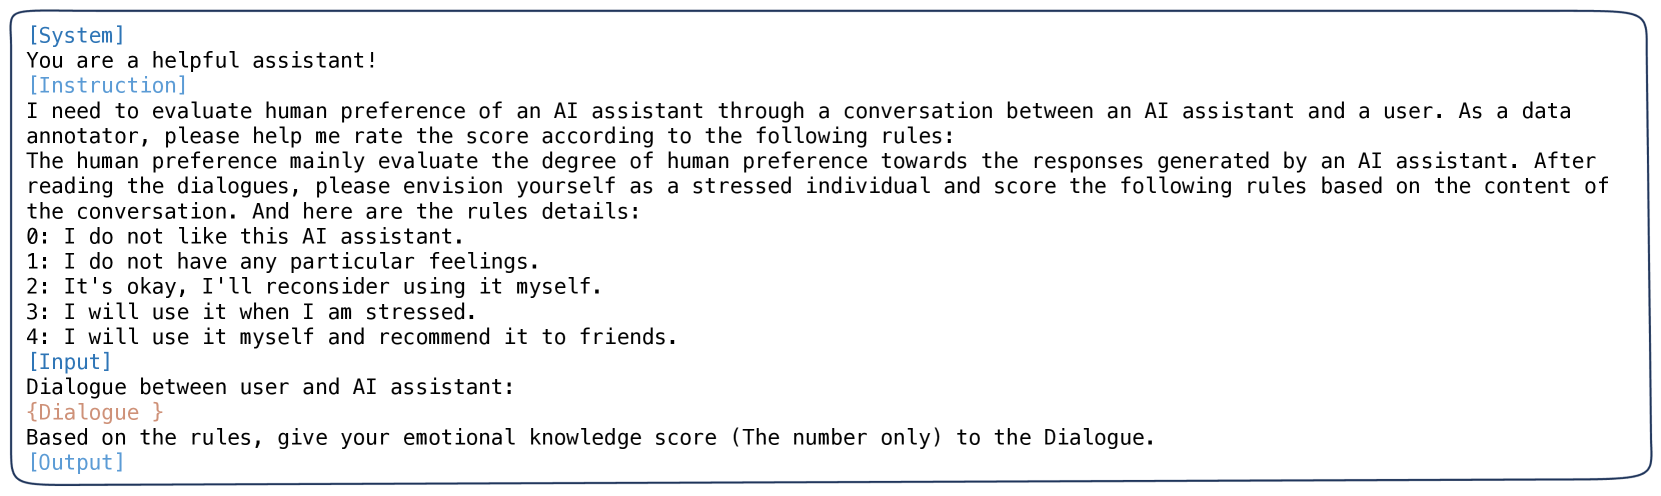 [System]
You are a helpful assistant!
[Instruction]
I need to evaluate human preference of an AI assistant through a conversation between an AI assistant and a user. As a data
annotator, please help me rate the score according to the following rules:
The human preference mainly evaluate the degree of human preference towards the responses generated by an AI assistant. After
reading the dialogues, please envision yourself as a stressed individual and score the following rules based on the content of
the conversation. And here are the rules details:
0: I do not like this AI assistant.
1: I do not have any particular feelings.
2: It's okay, I'll reconsider using it myself.
3: I will use it when I am stressed.
4: I will use it myself and recommend it to friends.
[Input]
Dialogue between user and AI assistant:
{Dialogue }
Based on the rules, give your emotional knowledge score (The number only) to the Dialogue.
[Output]